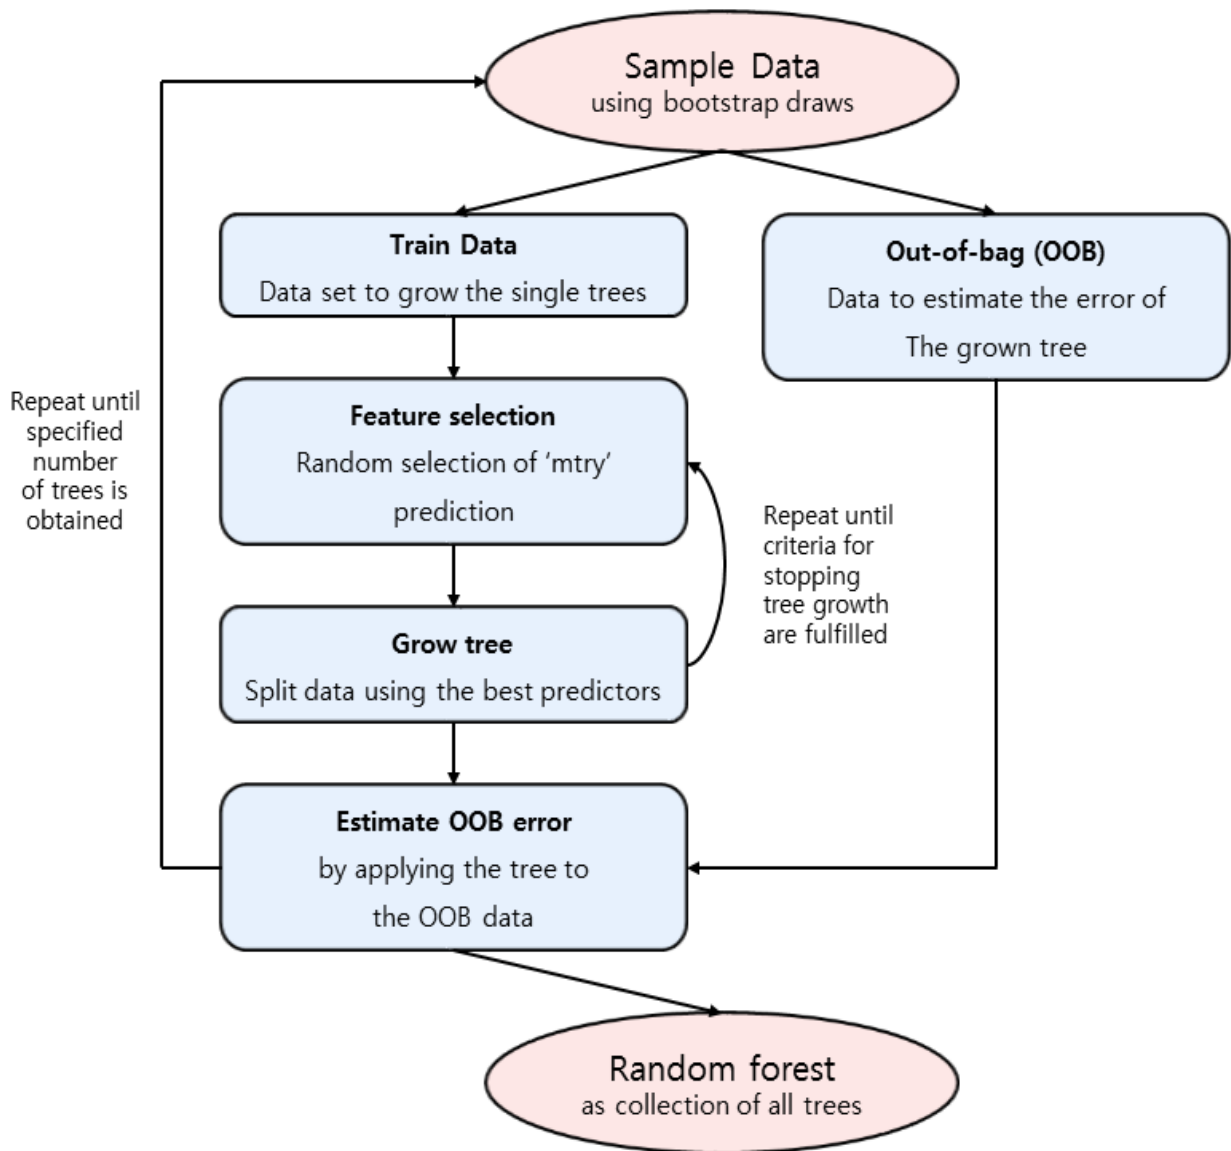 Sample Data
using bootstrap draws
Train Data
Data set to grow the single trees
Out-of-bag (OOB)
Data to estimate the error of
The grown tree
Repeat until
specified
number
of trees is
obtained
Feature selection
Random selection of ‘mtry’
prediction
Repeat until
criteria for
stopping
tree growth
are fulfilled
Grow tree
Split data using the best predictors
Estimate OOB error
by applying the tree to
the OOB data
Random forest
as collection of all trees